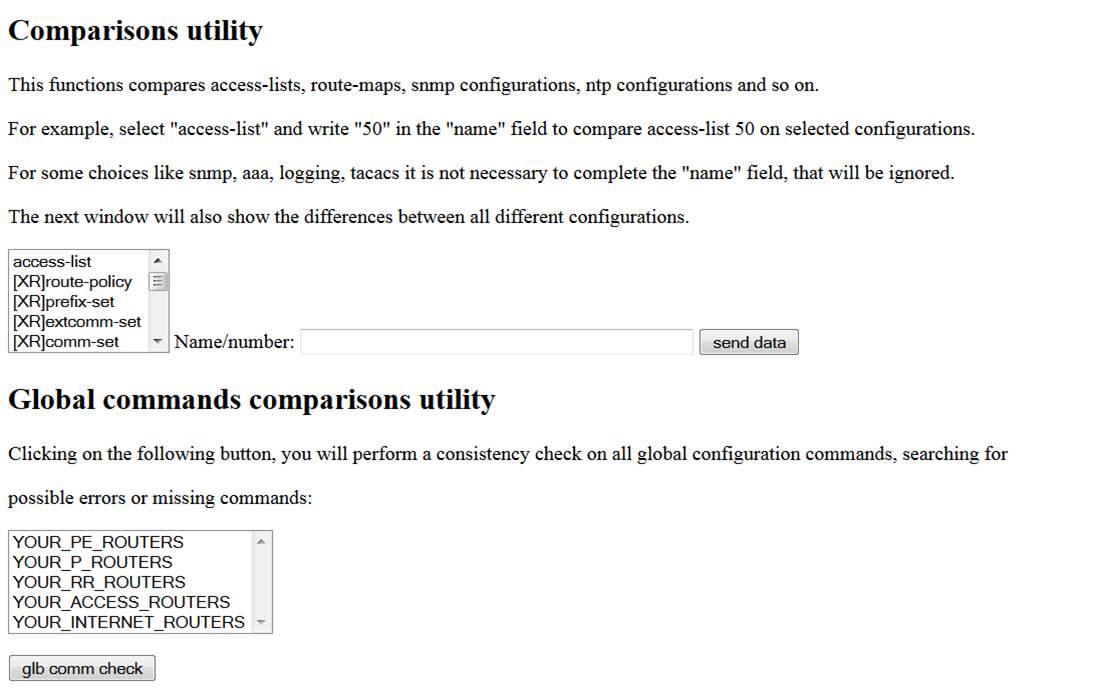 Comparisons utility
This functions compares access-lists, route-maps, snmp configurations, ntp configurations and so on.
For example, select "access-list" and write "50" in the "name" field to compare access-list 50 on selected configurations.
For some choices like snmp, aaa, logging, tacacs it is not necessary to complete the "name" field, that will be ignored.
The next window will also show the differences between all different configurations.
access-list
[XR]route-policy
[XR]prefix-set
[XR]extcomm-set
[XR]comm-set
Name/number:
send data
Global commands comparisons utility
Clicking on the following button, you will perform a consistency check on all global configuration commands, searching for
possible errors or missing commands:
YOUR_PE_ROUTERS
YOUR_P_ROUTERS
YOUR_RR_ROUTERS
YOUR_ACCESS_ROUTERS
YOUR_INTERNET_ROUTERS
glb comm check